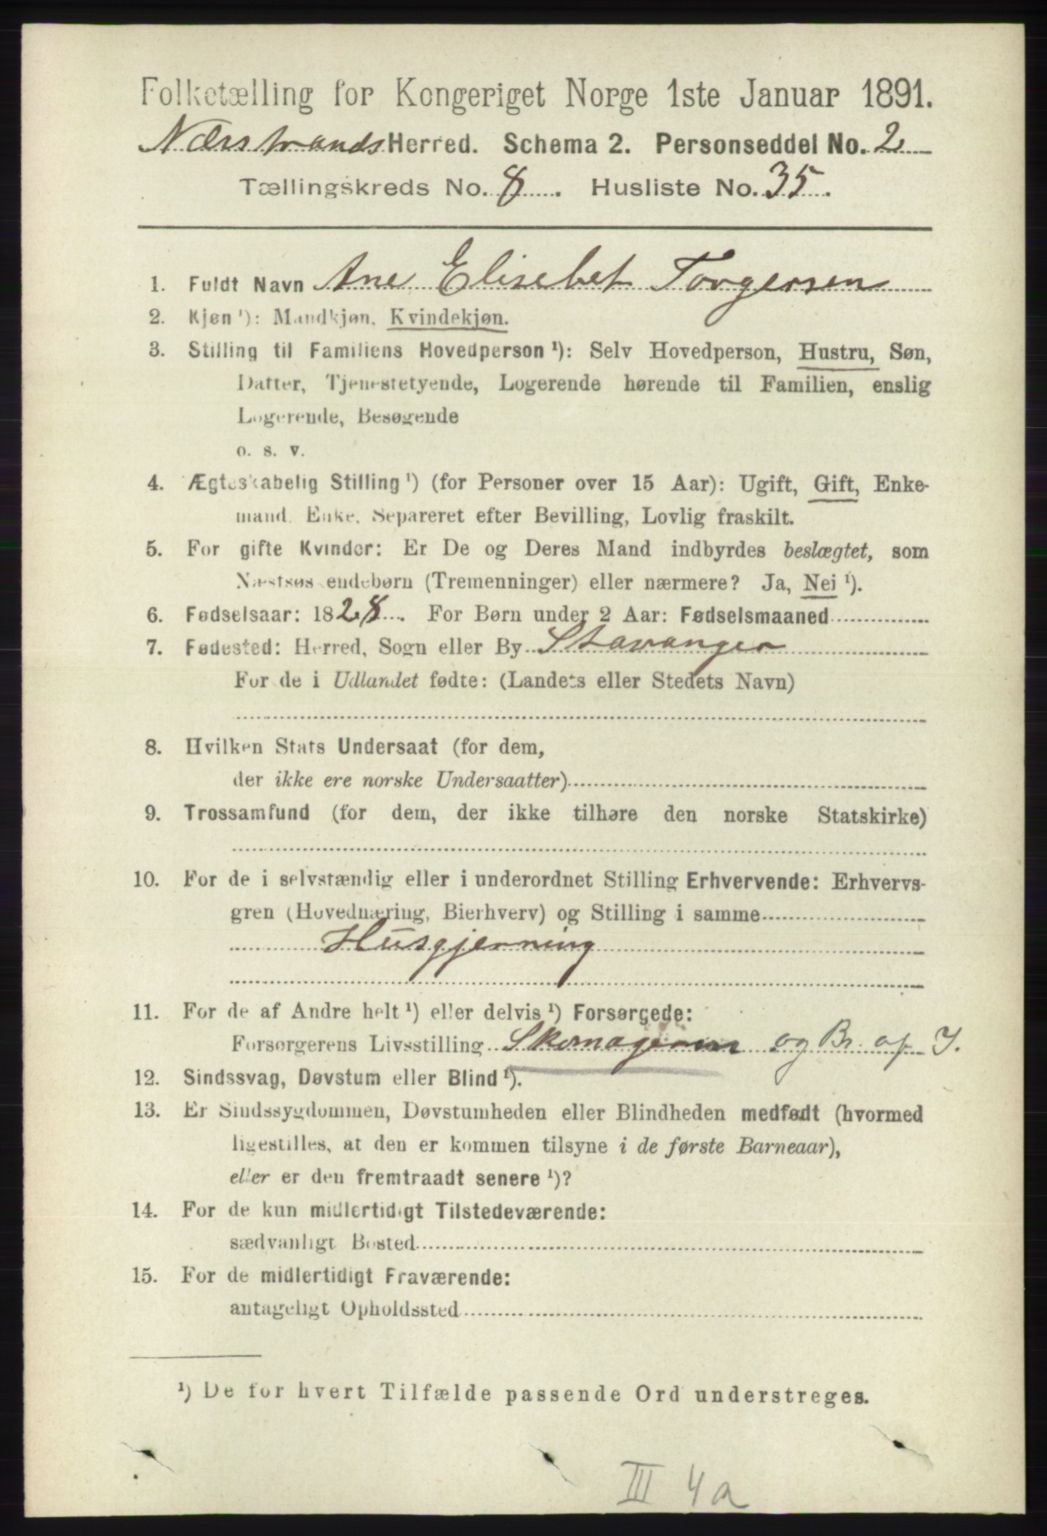 Folketælling for Kongeriget Norge 1ste Januar 1891.
Nærstrands Herred. Schema 2. Personseddel No. 2
Tællingskreds No. 8. Husliste No. 35.
1. Fuldt Navn Ane Elisebet Torgersen
2. Kjøn ¹): Mandkjøn, Kvindekjøn.
3. Stilling til Familiens Hovedperson ¹): Selv Hovedperson, Hustru, Søn,
Datter, Tjenestetyende, Logerende hørende til Familien, enslig
Logerende, Besøgende
o. s. v.
4. Ægteskabelig Stilling ¹) (for Personer over 15 Aar): Ugift, Gift, Enke-
mand, Enke, Separeret efter Bevilling, Lovlig fraskilt.
5. For gifte Kvinder: Er De og Deres Mand indbyrdes beslægtet, som
Næstsøskendebørn (Tremenninger) eller nærmere? Ja, Nei ¹).
6. Fødselsaar: 1828. For Børn under 2 Aar: Fødselsmaaned
7. Fødested: Herred, Sogn eller By Stavanger
For de i Udlandet fødte: (Landets eller Stedets Navn)
8. Hvilken Stats Undersaat (for dem,
der ikke ere norske Undersaatter)
9. Trossamfund (for dem, der ikke tilhøre den norske Statskirke)
10. For de i selvstændig eller i underordnet Stilling Erhvervende: Erhvervs-
gren (Hovednæring, Bierhverv) og Stilling i samme
Husgjerning
11. For de af Andre helt ¹) eller delvis ¹) Forsørgede:
Forsørgerens Livsstilling Skomager og Br. af J.
12. Sindssvag, Døvstum eller Blind ¹).
13. Er Sindssygdommen, Døvstumheden eller Blindheden medfødt (hvormed
ligestilles, at den er kommen tilsyne i de første Barneaar),
eller er den fremtraadt senere ¹)?
14. For de kun midlertidigt Tilstedeværende:
sædvanligt Bosted
15. For de midlertidigt Fraværende:
antageligt Opholdssted
¹) De for hvert Tilfælde passende Ord understreges.
III 4a